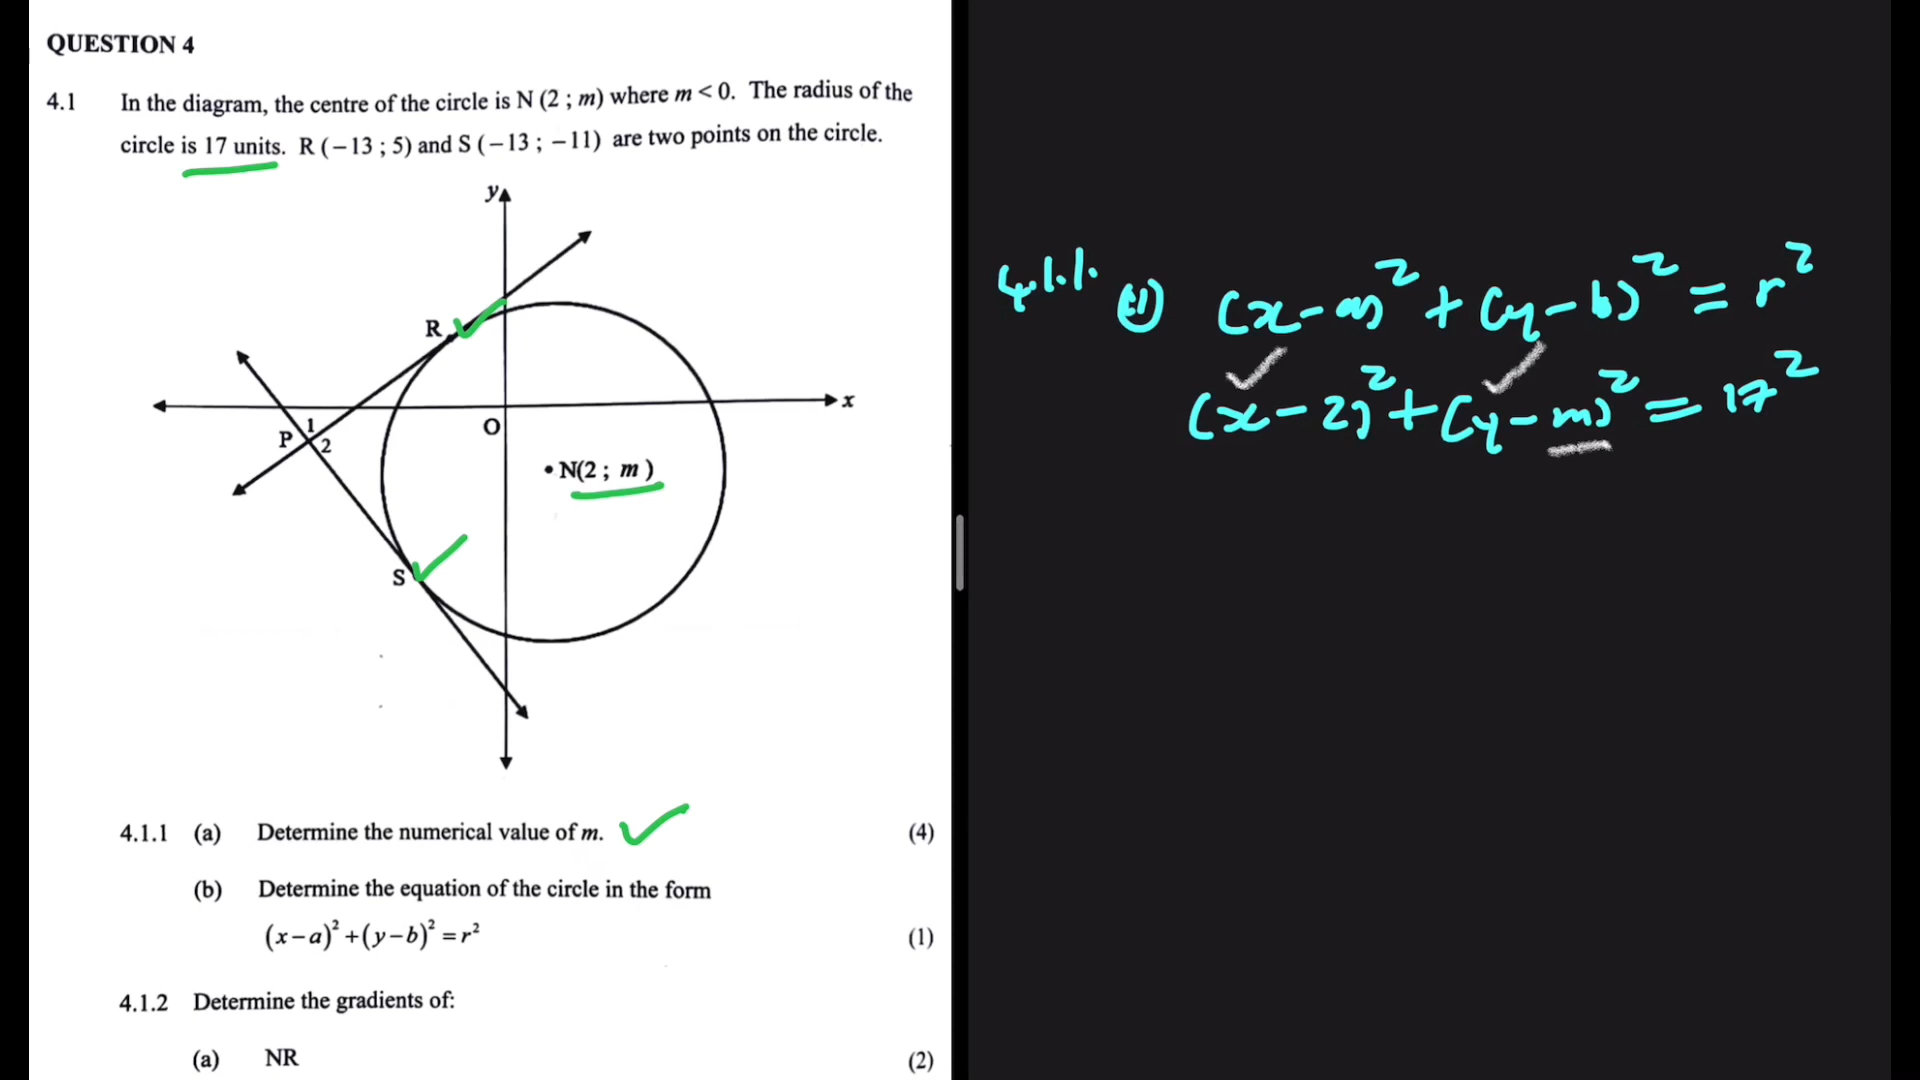 QUESTION 4
4.1 In the diagram, the centre of the circle is N (2 ; m) where m < 0. The radius of the
circle is 17 units. R (−13 ; 5) and S (−13 ; −11) are two points on the circle.
y
R
x
1
P 2
O
N(2 ; m )
S
4.1.1 (a) Determine the numerical value of m. (4)
(b) Determine the equation of the circle in the form
(x−a)² +(y−b)² = r² (1)
4.1.2 Determine the gradients of:
(a) NR (2)
4.1.1. (x-a)² + (y-b)² = r²
(x-2)² + (y-m)² = 17²